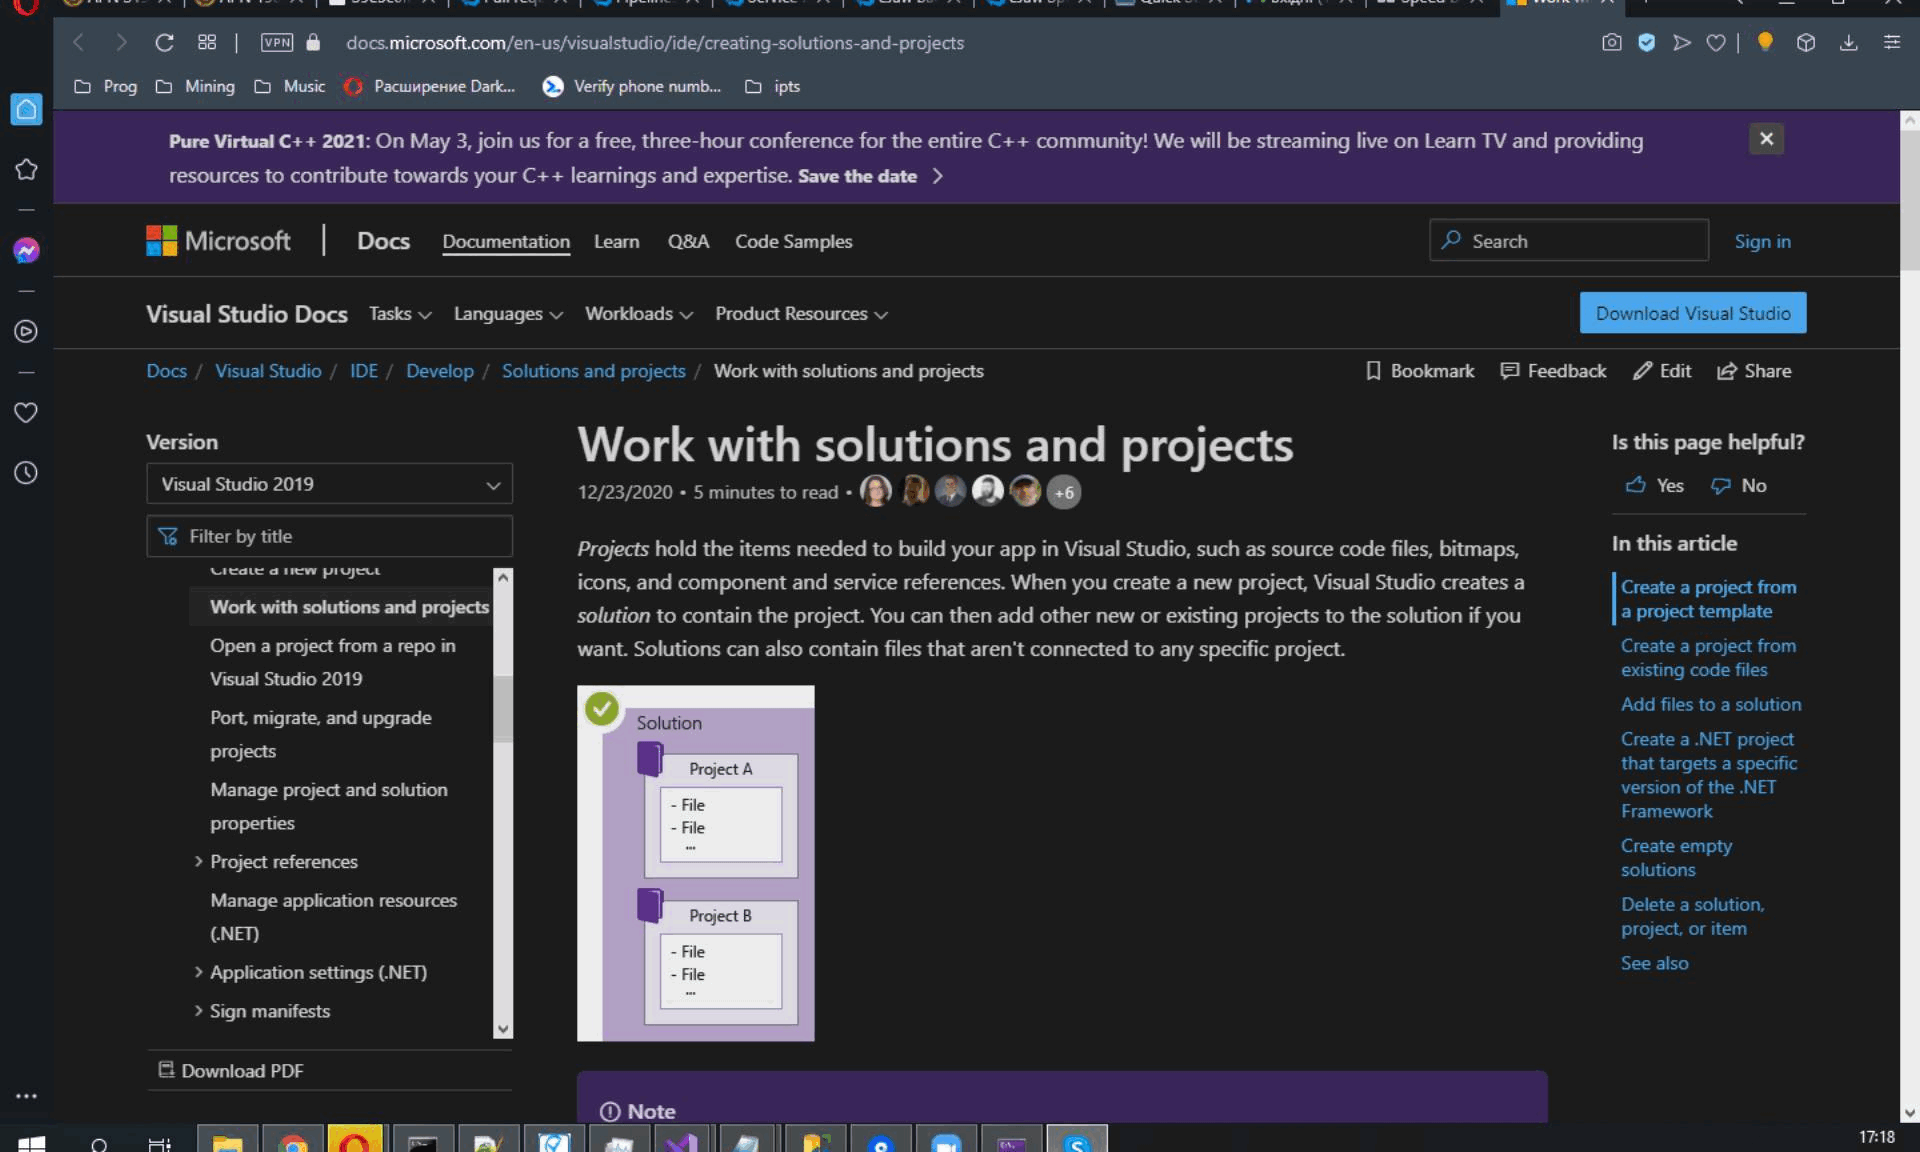 VPN docs.microsoft.com/en-us/visualstudio/ide/creating-solutions-and-projects
Prog Mining Music Расширение Dark... Verify phone numb... ipts
Pure Virtual C++ 2021: On May 3, join us for a free, three-hour conference for the entire C++ community! We will be streaming live on Learn TV and providing
resources to contribute towards your C++ learnings and expertise. Save the date
Microsoft Docs Documentation Learn Q&A Code Samples Search Sign in
Visual Studio Docs Tasks Languages Workloads Product Resources Download Visual Studio
Docs / Visual Studio / IDE / Develop / Solutions and projects / Work with solutions and projects Bookmark Feedback Edit Share
Version
Visual Studio 2019
Filter by title
Create a new project
Work with solutions and projects
Open a project from a repo in
Visual Studio 2019
Port, migrate, and upgrade
projects
Manage project and solution
properties
Project references
Manage application resources
(.NET)
Application settings (.NET)
Sign manifests
Download PDF
Work with solutions and projects
12/23/2020 • 5 minutes to read • +6
Projects hold the items needed to build your app in Visual Studio, such as source code files, bitmaps,
icons, and component and service references. When you create a new project, Visual Studio creates a
solution to contain the project. You can then add other new or existing projects to the solution if you
want. Solutions can also contain files that aren't connected to any specific project.
Solution
Project A
- File
- File
...
Project B
- File
- File
...
Note
Is this page helpful?
Yes No
In this article
Create a project from
a project template
Create a project from
existing code files
Add files to a solution
Create a .NET project
that targets a specific
version of the .NET
Framework
Create empty
solutions
Delete a solution,
project, or item
See also
17:18